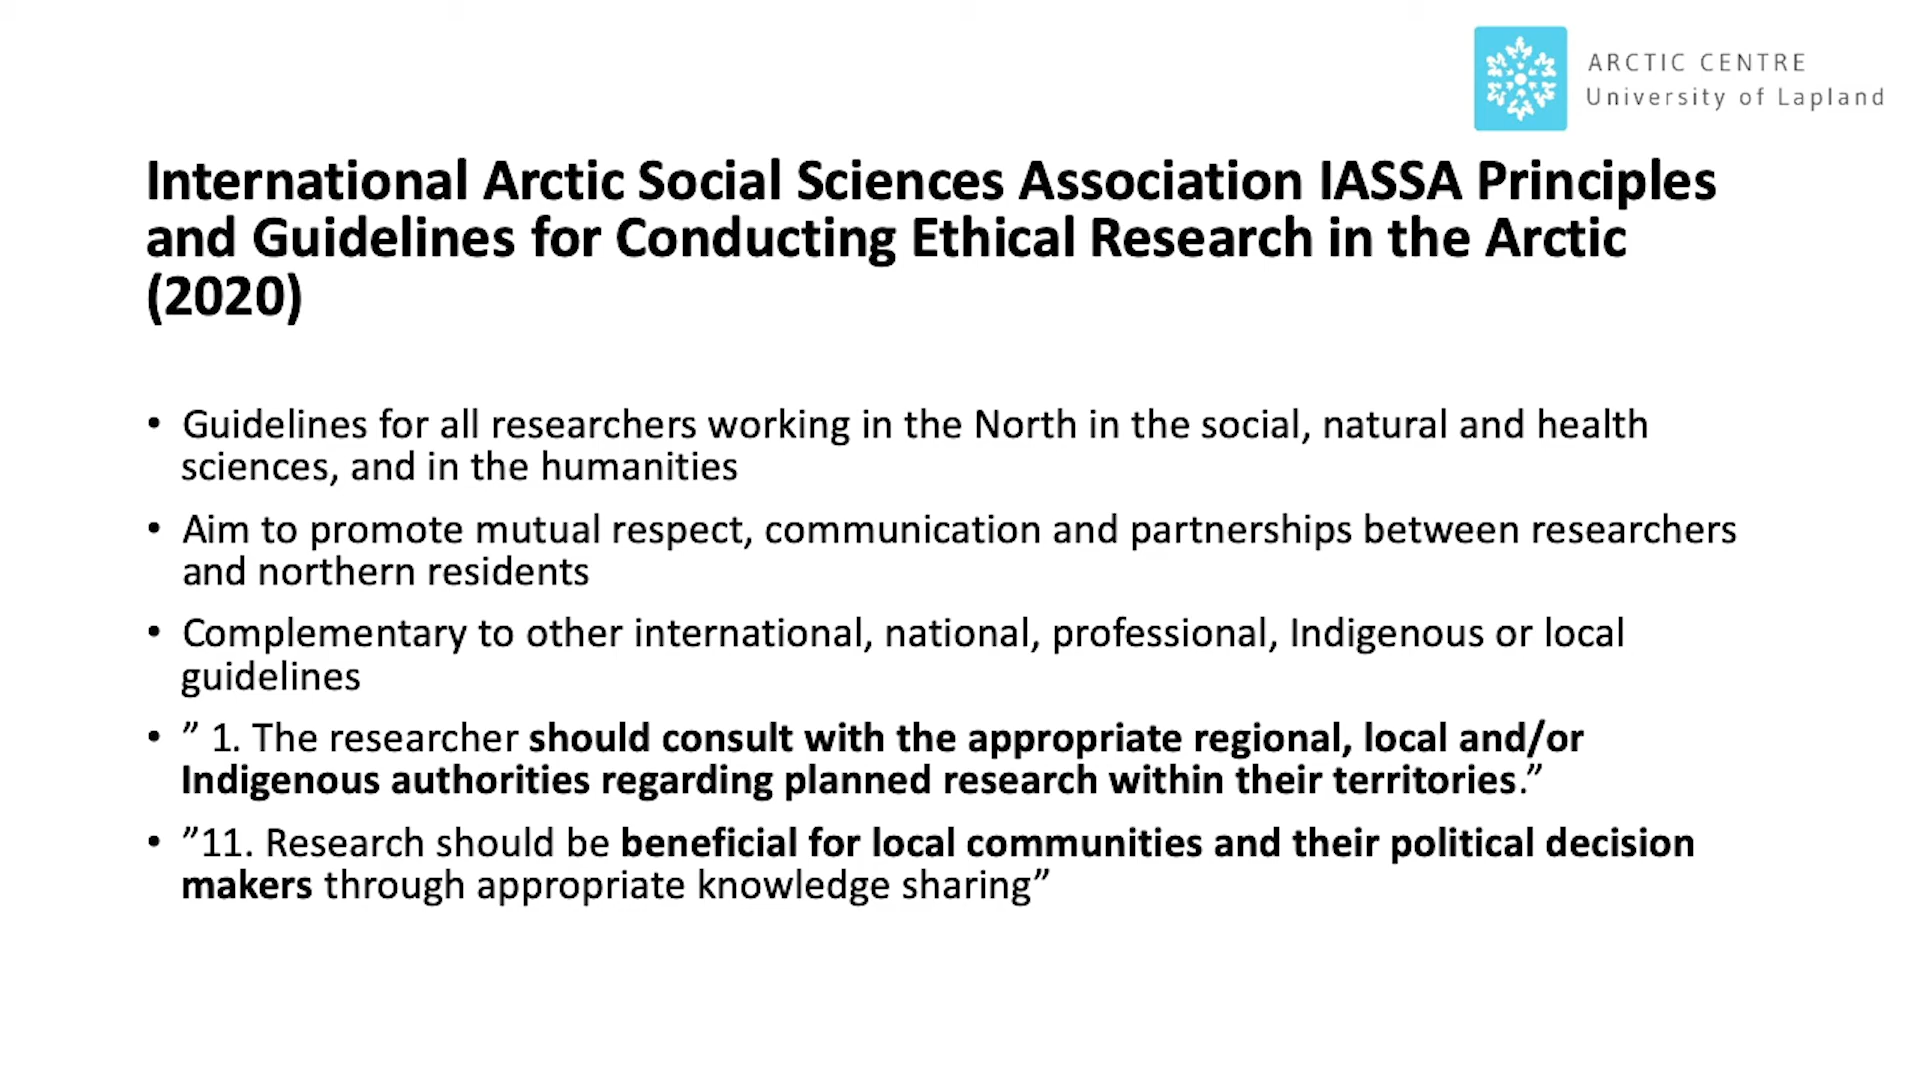 ARCTIC CENTRE
University of Lapland
International Arctic Social Sciences Association IASSA Principles
and Guidelines for Conducting Ethical Research in the Arctic
(2020)
• Guidelines for all researchers working in the North in the social, natural and health
sciences, and in the humanities
• Aim to promote mutual respect, communication and partnerships between researchers
and northern residents
• Complementary to other international, national, professional, Indigenous or local
guidelines
• ” 1. The researcher should consult with the appropriate regional, local and/or
Indigenous authorities regarding planned research within their territories.”
• ”11. Research should be beneficial for local communities and their political decision
makers through appropriate knowledge sharing”